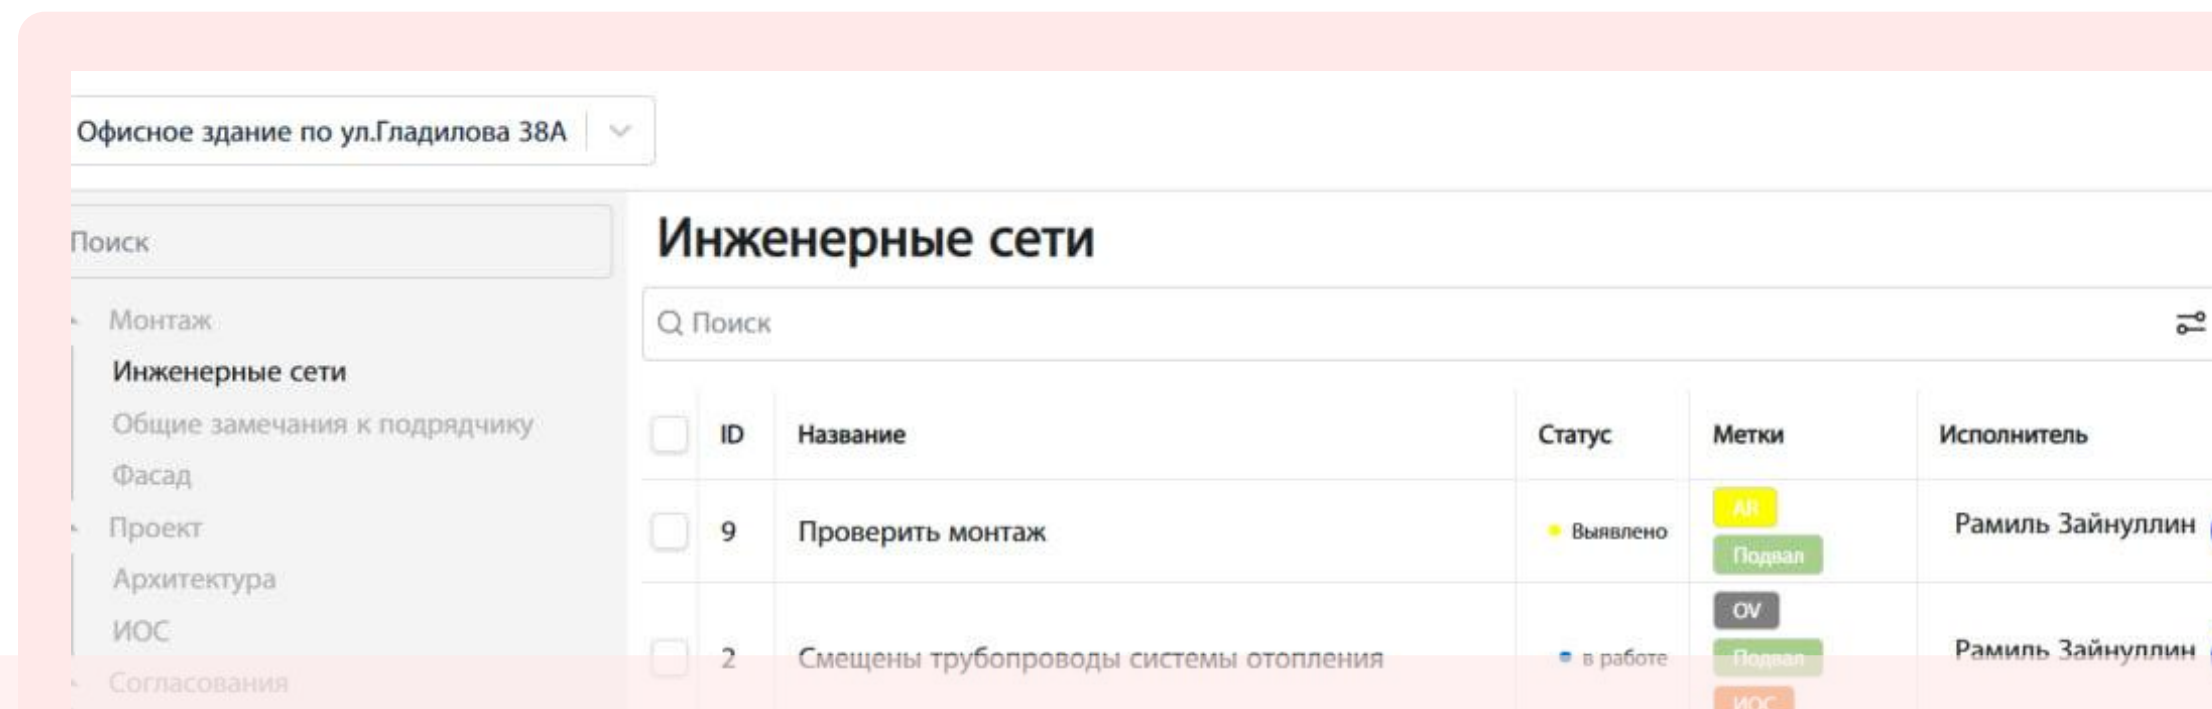 Офисное здание по ул.Гладилова 38А
Поиск
Монтаж
Инженерные сети
Общие замечания к подрядчику
Фасад
Проект
Архитектура
ИОС
Согласования
Инженерные сети
Поиск
ID Название Статус Метки Исполнитель
9 Проверить монтаж Выявлено AR Подвал Рамиль Зайнуллин
2 Смещены трубопроводы системы отопления в работе OV Подвал ИОС Рамиль Зайнуллин